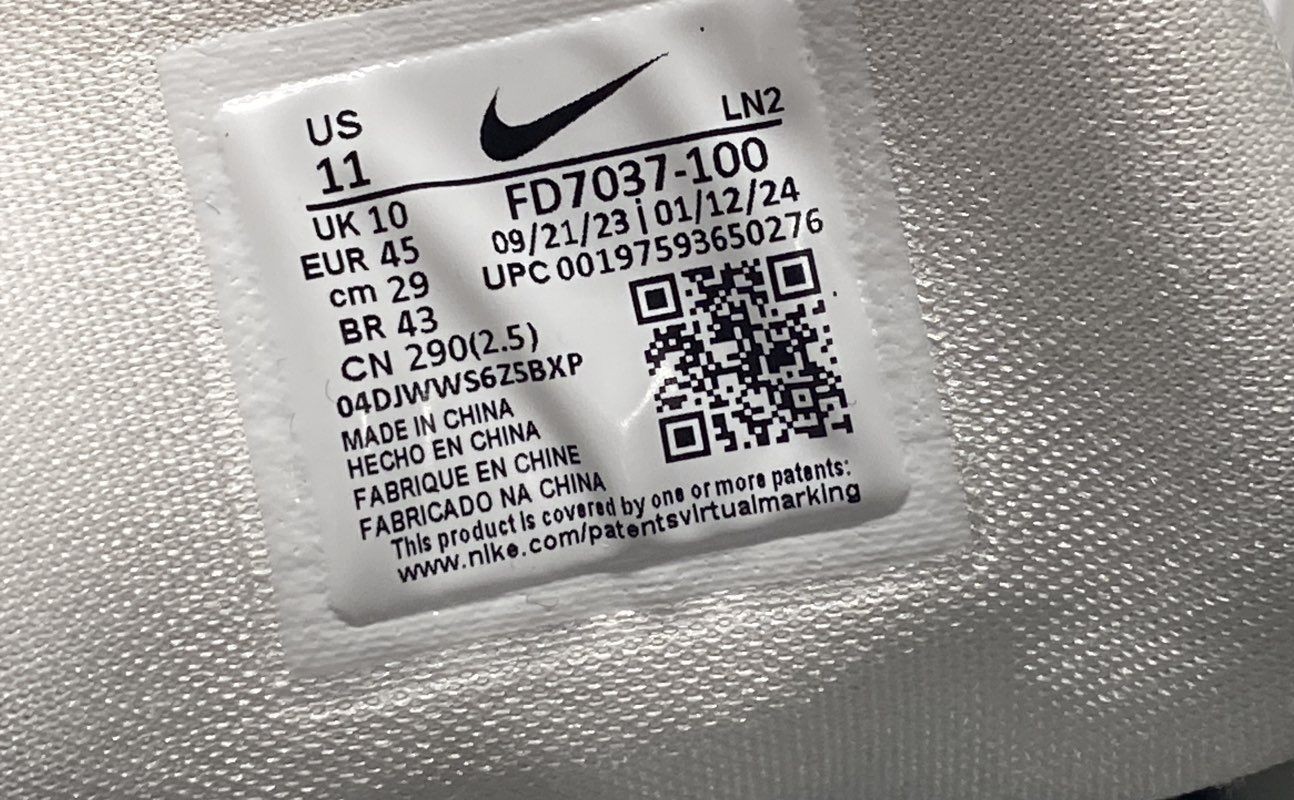 US
11
LN2
UK 10
EUR 45
cm 29
BR 43
CN 290(2.5)
04DJWWS6Z5BXP
FD7037-100
09/21/23 | 01/12/24
UPC 00197593650276
MADE IN CHINA
HECHO EN CHINA
FABRIQUE EN CHINE
FABRICADO NA CHINA
This product is covered by one or more patents:
www.nike.com/patentsvirtualmarking